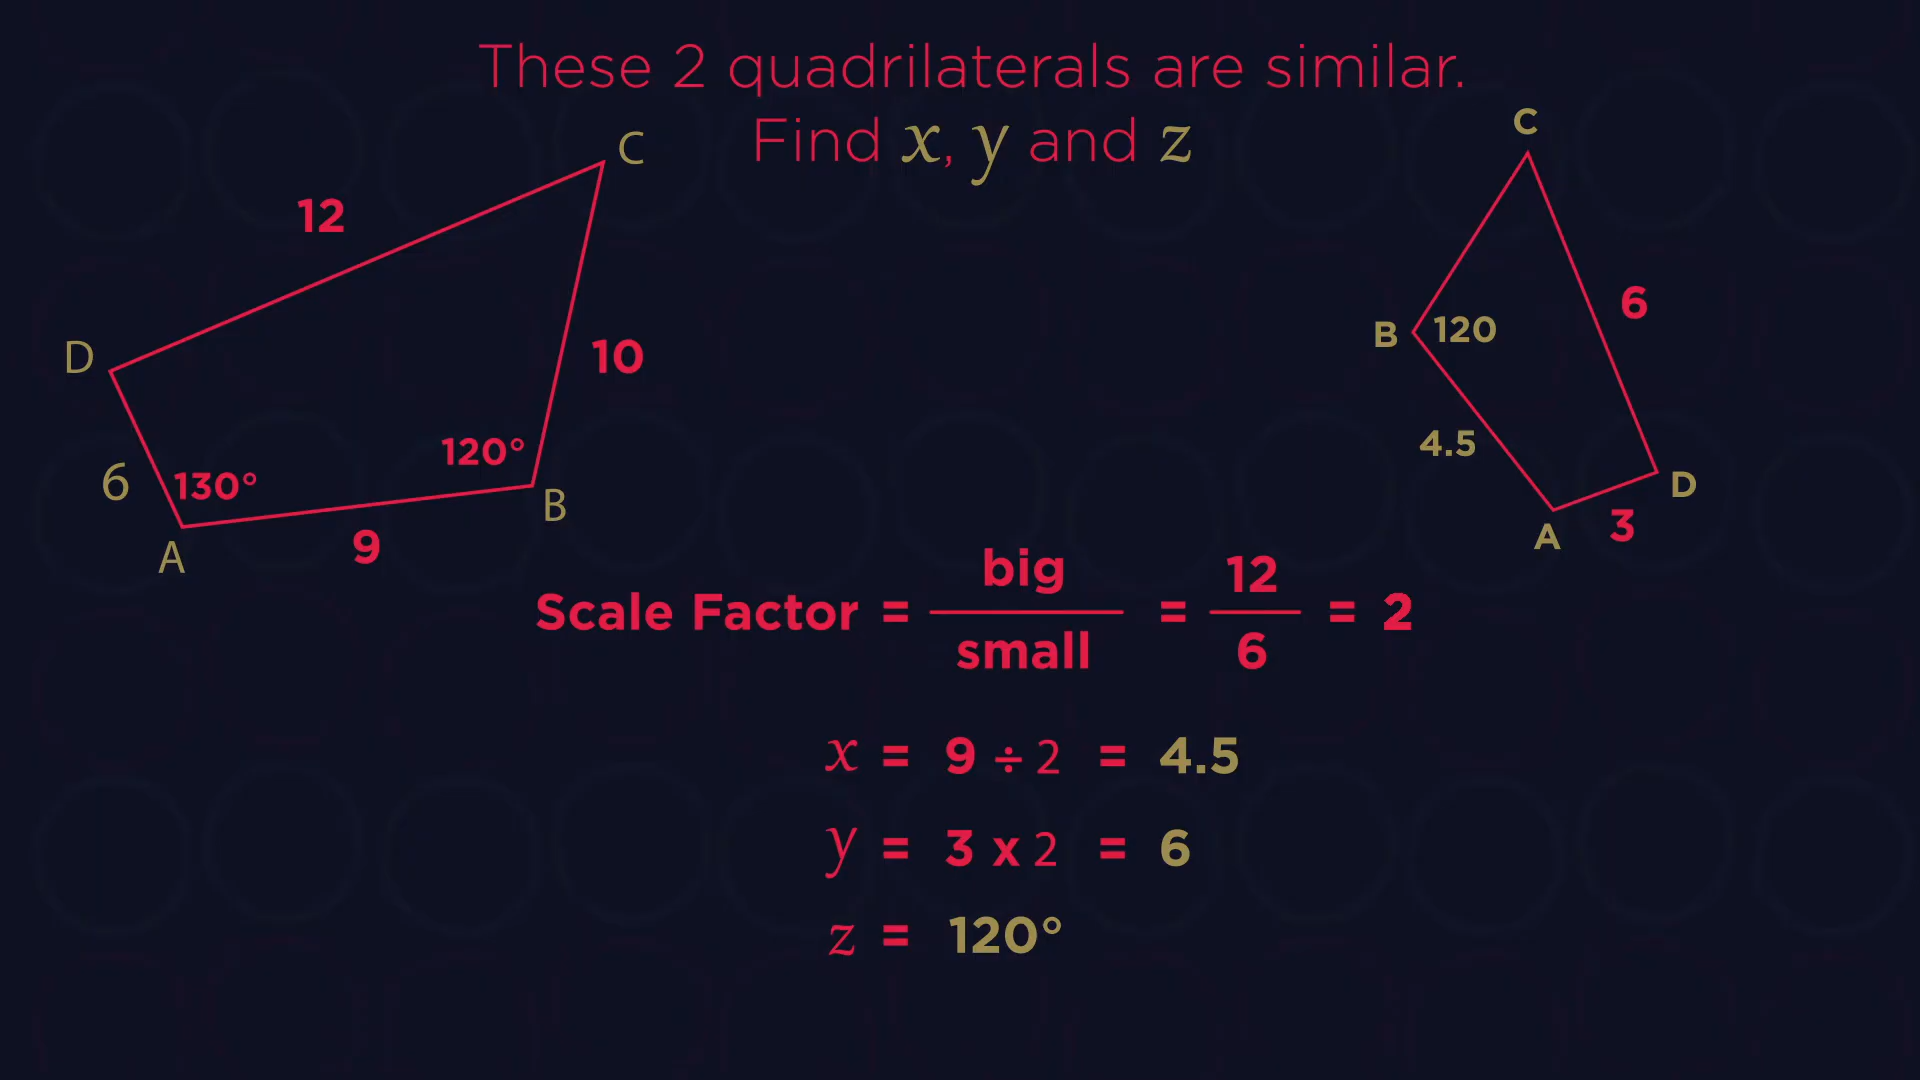 These 2 quadrilaterals are similar.
Find x, y and z
C
12
D
10
120°
6
130°
B
A
9
C
6
B
120
4.5
D
A
3
Scale Factor = big / small = 12 / 6 = 2
x = 9 ÷ 2 = 4.5
y = 3 x 2 = 6
z = 120°